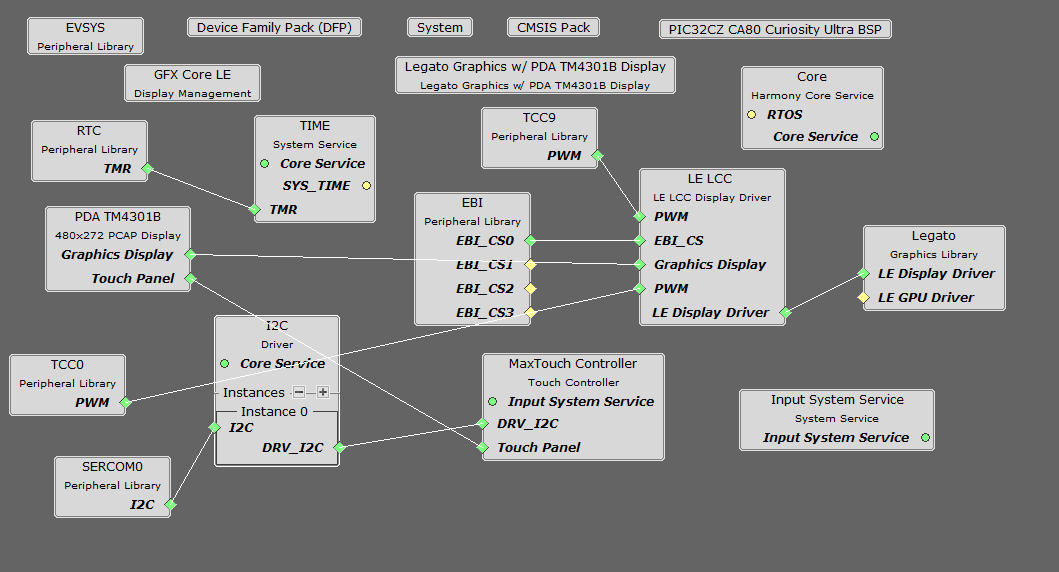 EVSYS
Peripheral Library
Device Family Pack (DFP)
System
CMSIS Pack
PIC32CZ CA80 Curiosity Ultra BSP
GFX Core LE
Display Management
Legato Graphics w/ PDA TM4301B Display
Legato Graphics w/ PDA TM4301B Display
Core
Harmony Core Service
RTOS
Core Service
RTC
Peripheral Library
TMR
TIME
System Service
Core Service
SYS_TIME
TMR
TCC9
Peripheral Library
PWM
PDA TM4301B
480x272 PCAP Display
Graphics Display
Touch Panel
EBI
Peripheral Library
EBI_CS0
EBI_CS1
EBI_CS2
EBI_CS3
LE LCC
LE LCC Display Driver
PWM
EBI_CS
Graphics Display
PWM
LE Display Driver
Legato
Graphics Library
LE Display Driver
LE GPU Driver
I2C
Driver
Core Service
Instances
Instance 0
I2C
DRV_I2C
TCC0
Peripheral Library
PWM
MaxTouch Controller
Touch Controller
Input System Service
DRV_I2C
Touch Panel
Input System Service
System Service
Input System Service
SERCOM0
Peripheral Library
I2C